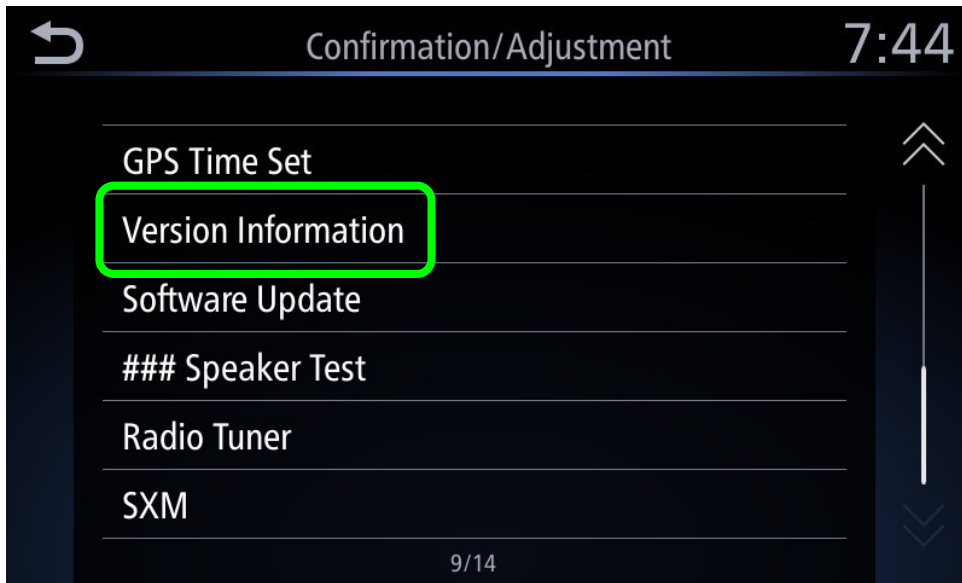 Confirmation/Adjustment 7:44
GPS Time Set
Version Information
Software Update
### Speaker Test
Radio Tuner
SXM
9/14